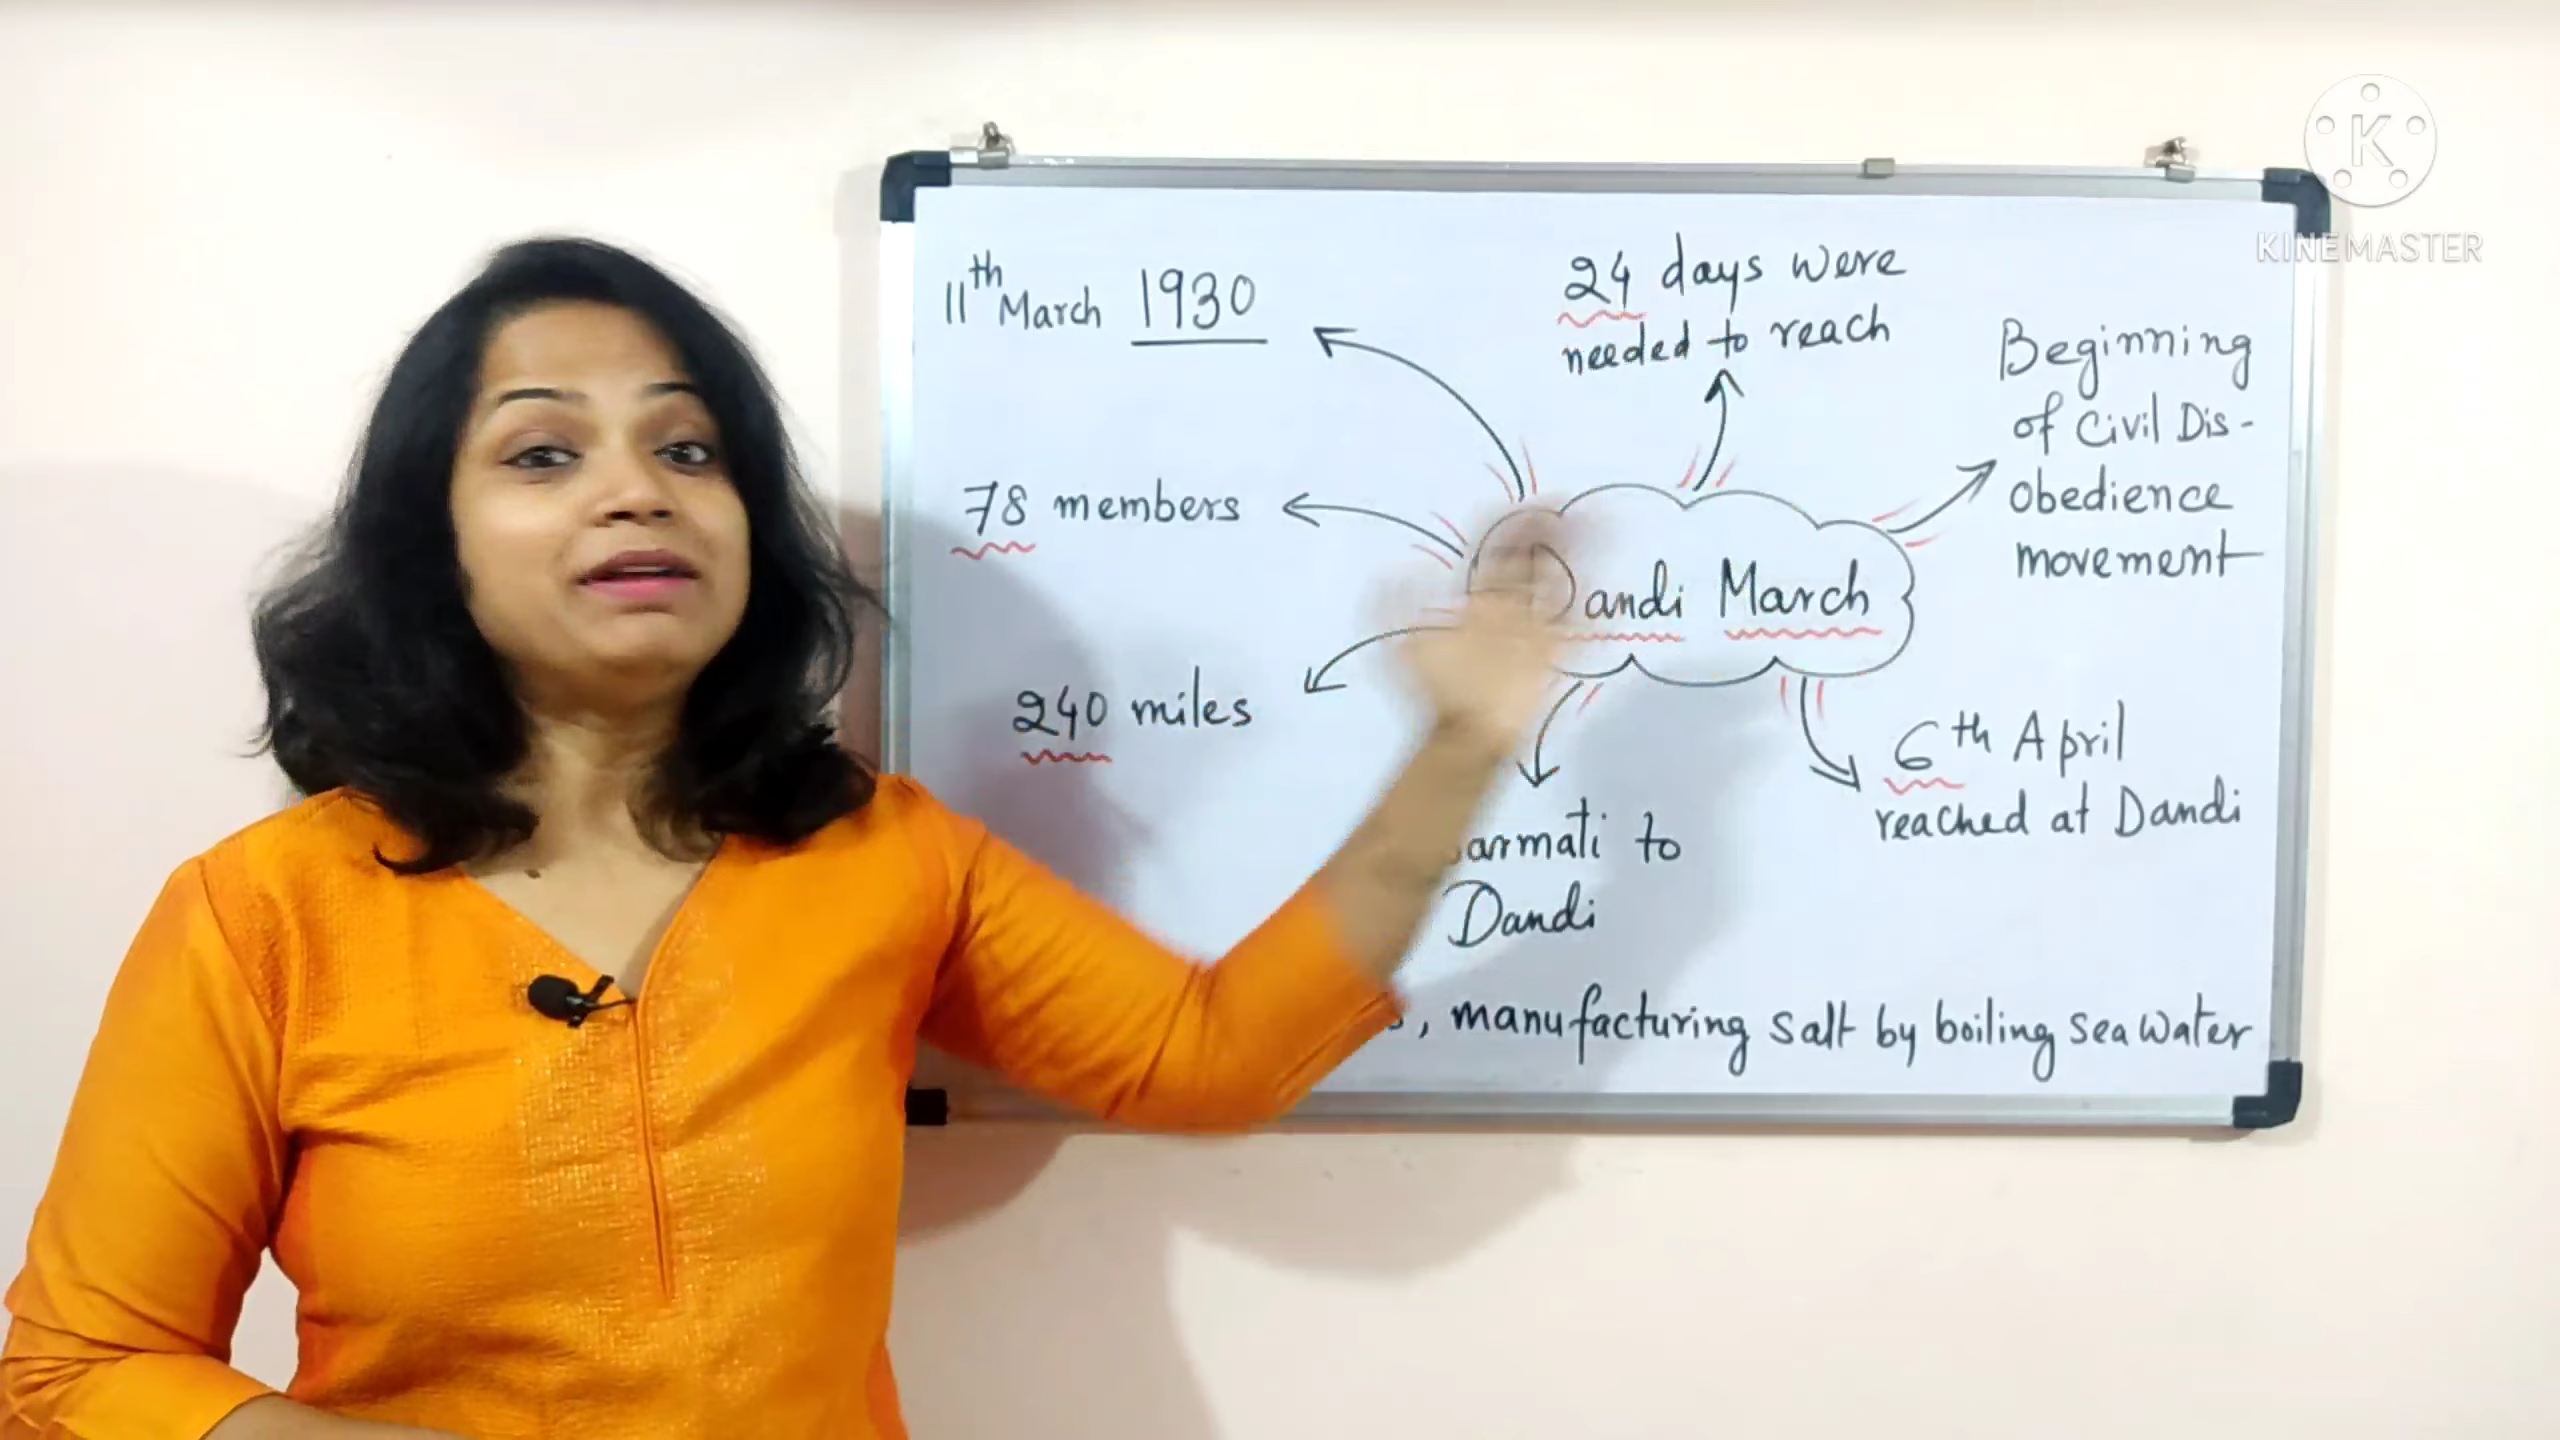 11th March 1930
24 days were
needed to reach
Beginning
of Civil Dis-
obedience
movement
78 members
Dandi March
240 miles
6th April
reached at Dandi
armati to
Dandi
, manufacturing salt by boiling sea water
K
KINEMASTER